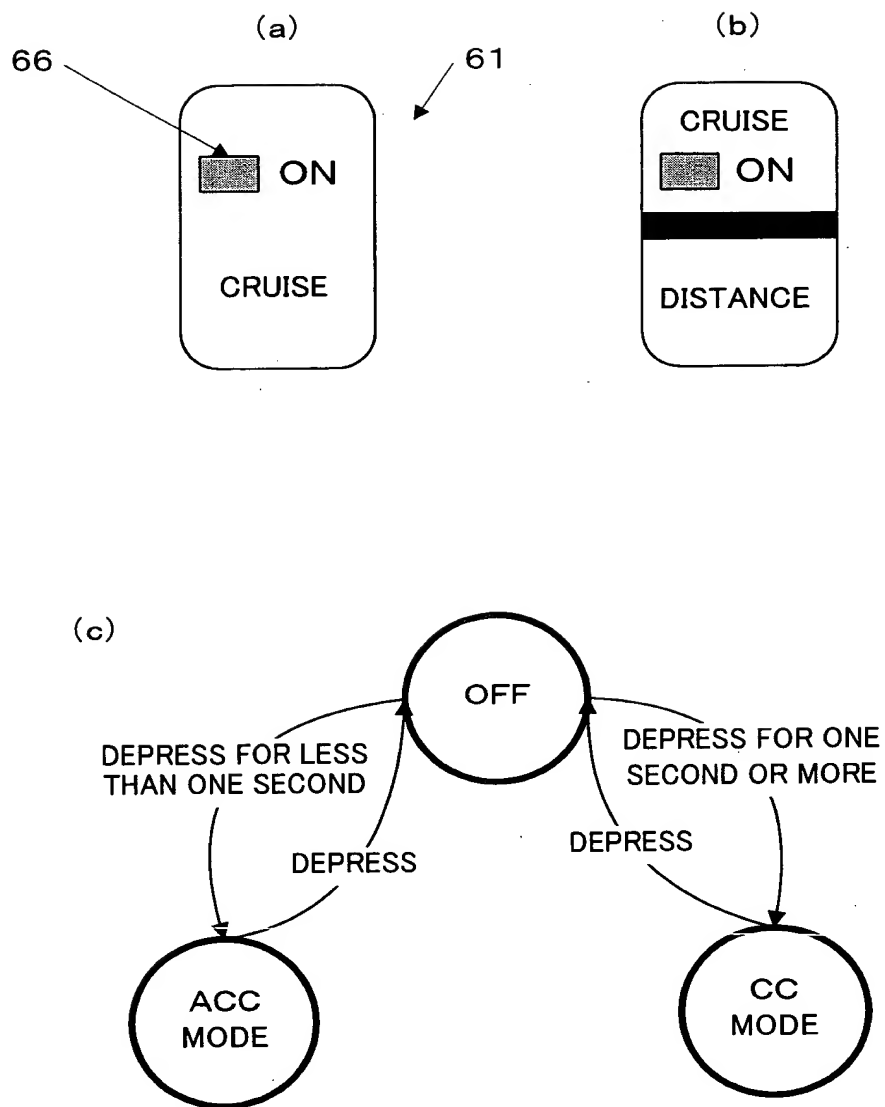 (a)
(b)
66
61
ON
CRUISE
CRUISE
ON
DISTANCE
(c)
OFF
DEPRESS FOR LESS
THAN ONE SECOND
DEPRESS FOR ONE
SECOND OR MORE
DEPRESS
DEPRESS
ACC
MODE
CC
MODE